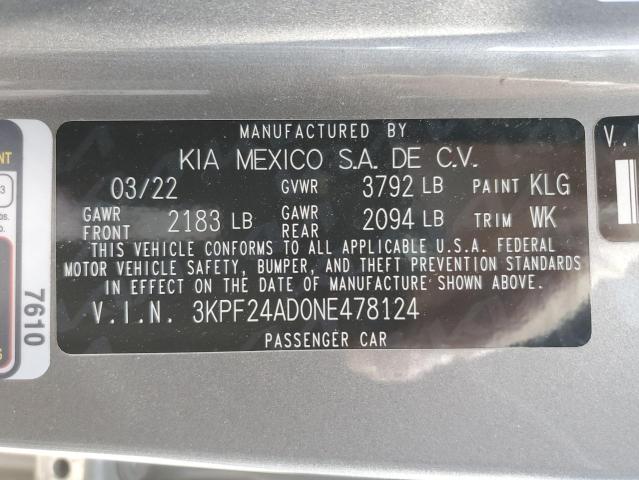 MANUFACTURED BY
KIA MEXICO S.A. DE C.V.
03/22 GVWR 3792 LB PAINT KLG
GAWR FRONT 2183 LB GAWR REAR 2094 LB TRIM WK
THIS VEHICLE CONFORMS TO ALL APPLICABLE U.S.A. FEDERAL
MOTOR VEHICLE SAFETY, BUMPER, AND THEFT PREVENTION STANDARDS
IN EFFECT ON THE DATE OF MANUFACTURE SHOWN ABOVE.
V.I.N. 3KPF24AD0NE478124
PASSENGER CAR
7610
V.